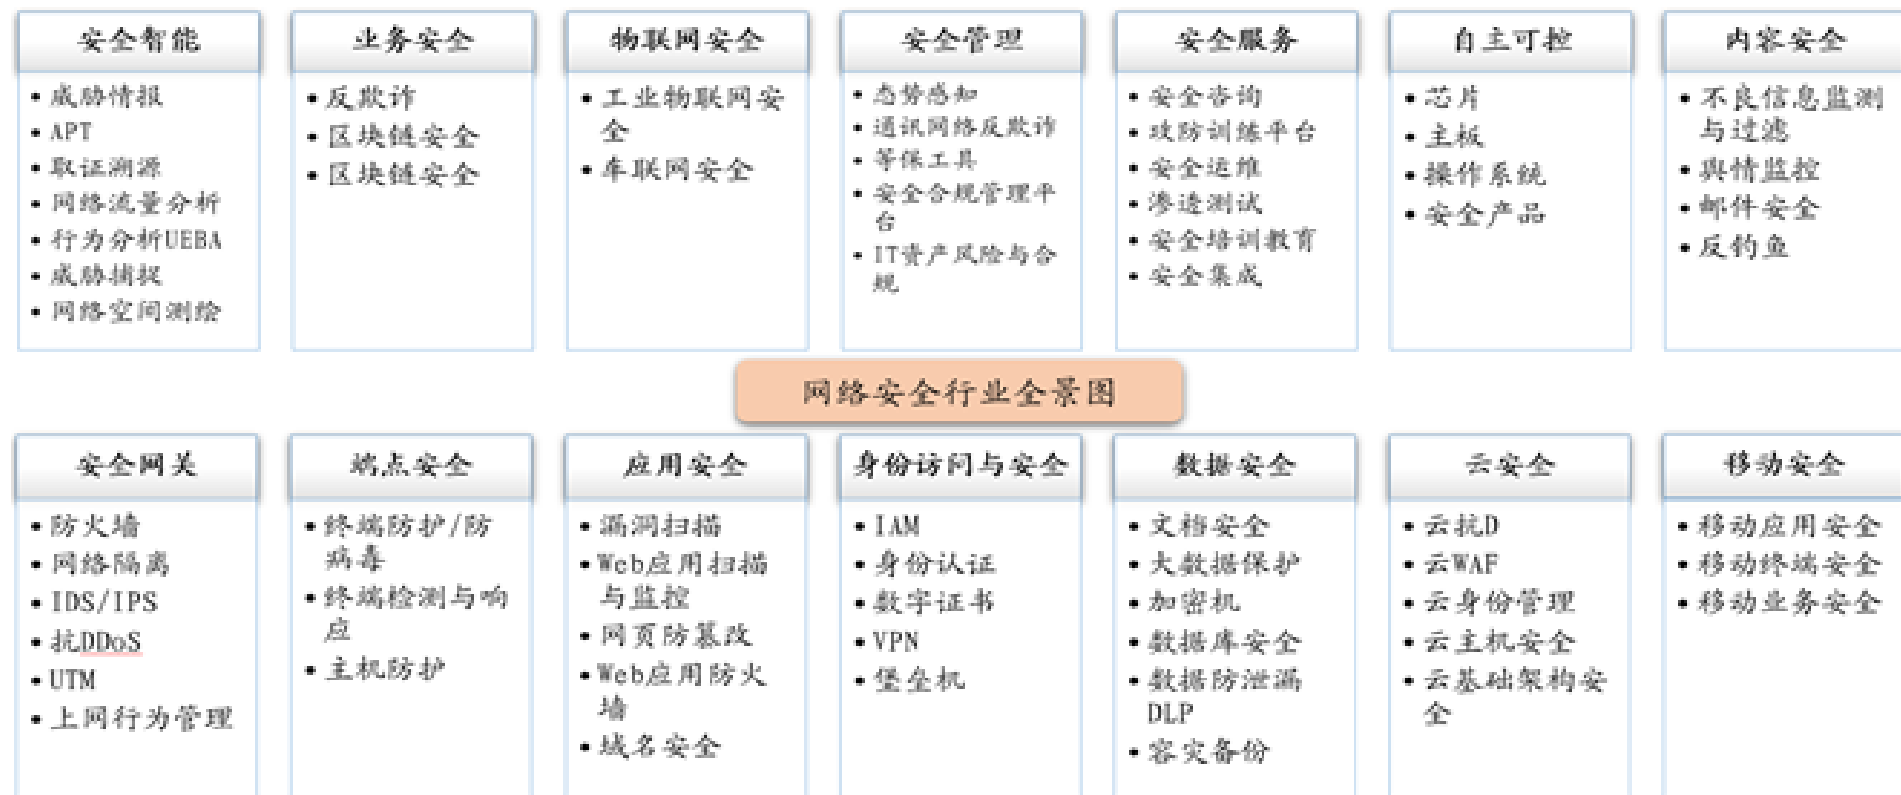 安全智能
• 威胁情报
• APT
• 取证溯源
• 网络流量分析
• 行为分析UEBA
• 威胁捕捉
• 网络空间测绘
业务安全
• 反欺诈
• 区块链安全
• 区块链安全
物联网安全
• 工业物联网安
全
• 车联网安全
安全管理
• 态势感知
• 通讯网络反欺诈
• 等保工具
• 安全合规管理平
台
• IT资产风险与合
规
安全服务
• 安全咨询
• 攻防训练平台
• 安全运维
• 渗透测试
• 安全培训教育
• 安全集成
自主可控
• 芯片
• 主板
• 操作系统
• 安全产品
内容安全
• 不良信息监测
与过滤
• 舆情监控
• 邮件安全
• 反钓鱼
网络安全行业全景图
安全网关
• 防火墙
• 网络隔离
• IDS/IPS
• 抗DDoS
• UTM
• 上网行为管理
端点安全
• 终端防护/防
病毒
• 终端检测与响
应
• 主机防护
应用安全
• 漏洞扫描
• Web应用扫描
与监控
• 网页防篡改
• Web应用防火
墙
• 域名安全
身份访问与安全
• IAM
• 身份认证
• 数字证书
• VPN
• 堡垒机
数据安全
• 文档安全
• 大数据保护
• 加密机
• 数据库安全
• 数据防泄漏
DLP
• 容灾备份
云安全
• 云抗D
• 云WAF
• 云身份管理
• 云主机安全
• 云基础架构安
全
移动安全
• 移动应用安全
• 移动终端安全
• 移动业务安全